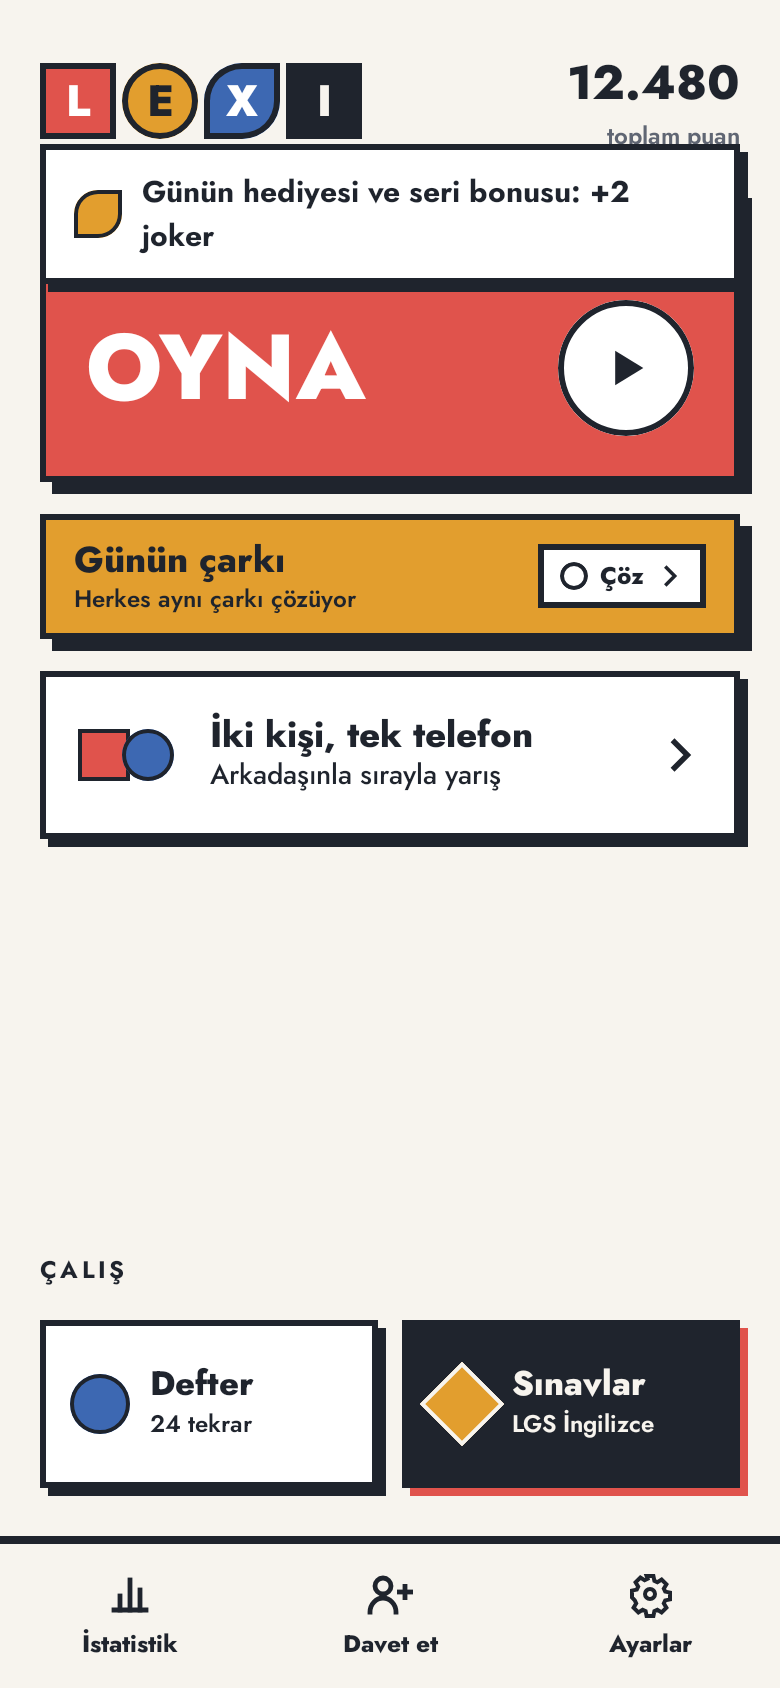 LEXI
12.480
toplam puan
Günün hediyesi ve seri bonusu: +2
joker
OYNA
Günün çarkı
Herkes aynı çarkı çözüyor
Çöz
İki kişi, tek telefon
Arkadaşınla sırayla yarış
ÇALIŞ
Defter
24 tekrar
Sınavlar
LGS İngilizce
İstatistik
Davet et
Ayarlar